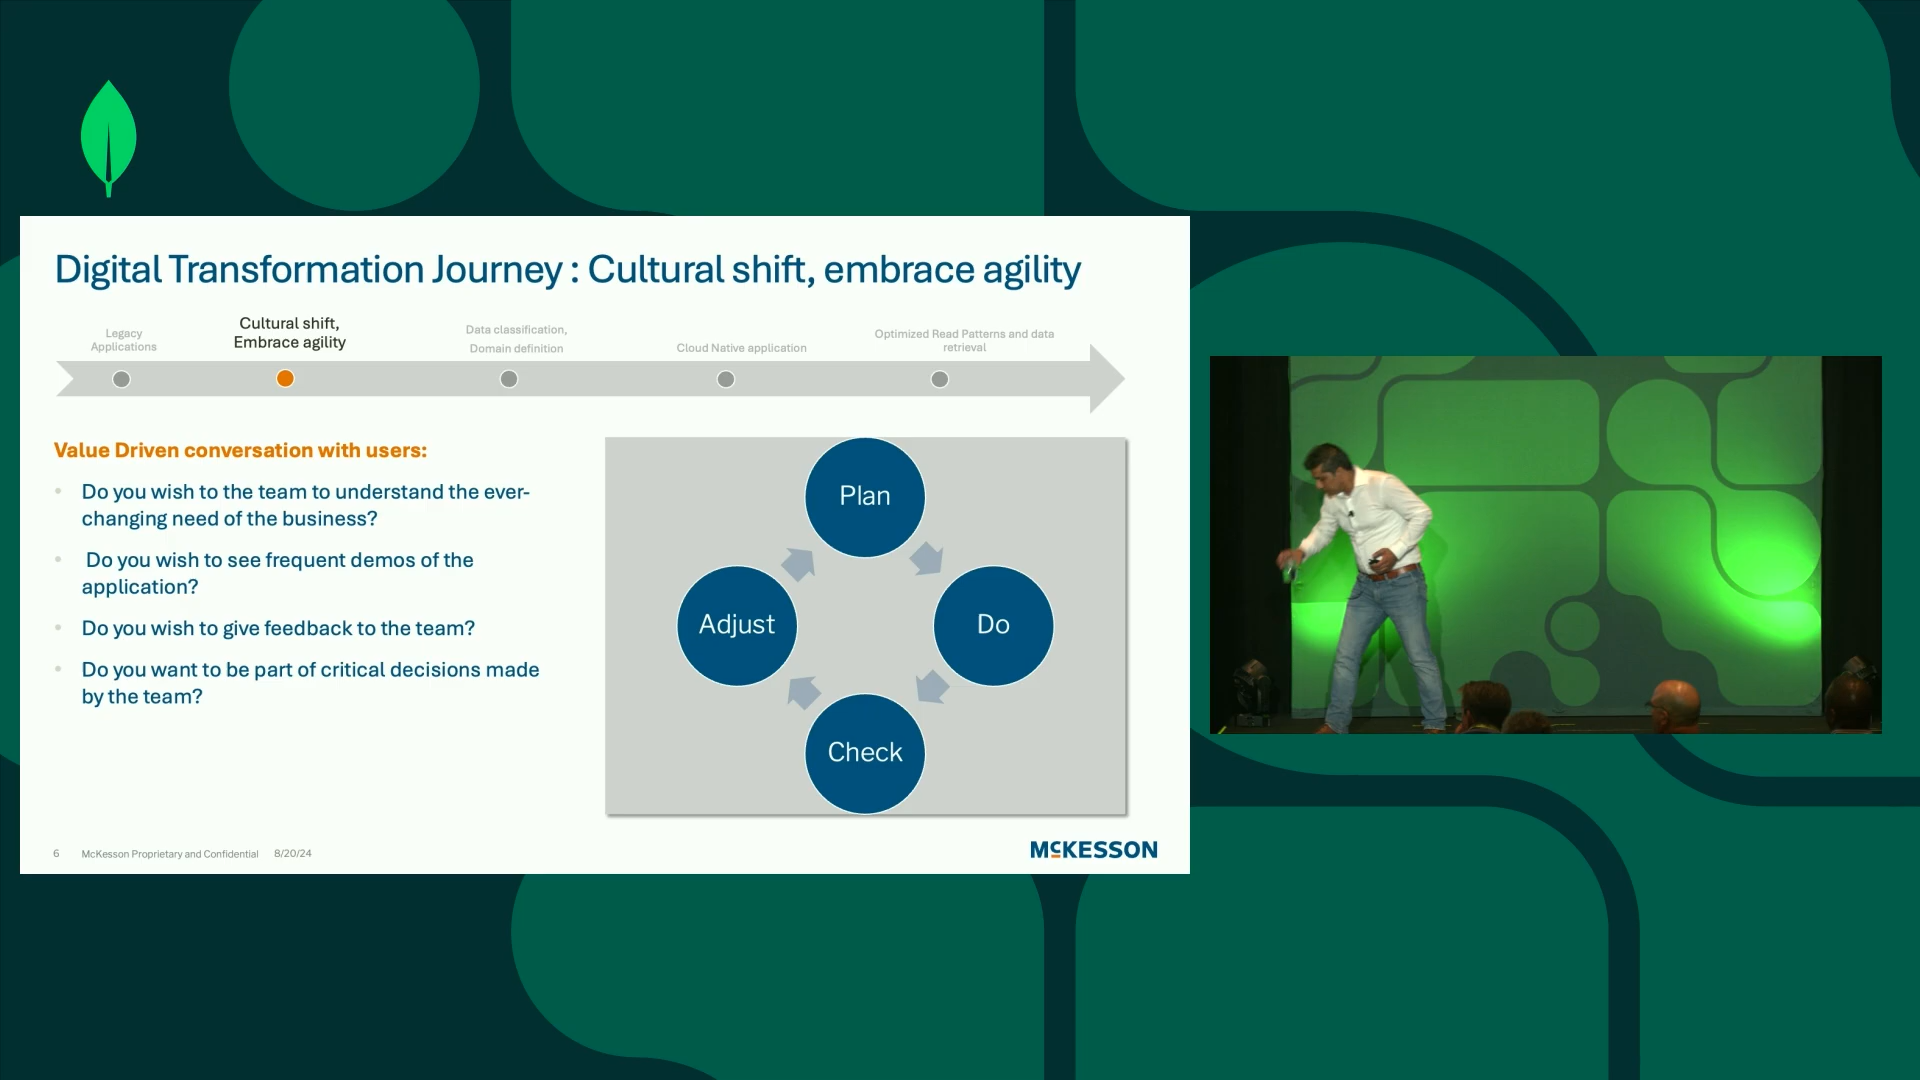 Digital Transformation Journey : Cultural shift, embrace agility
Legacy
Applications
Cultural shift,
Embrace agility
Data classification,
Domain definition
Cloud Native application
Optimized Read Patterns and data
retrieval
Value Driven conversation with users:
• Do you wish to the team to understand the ever-
changing need of the business?
• Do you wish to see frequent demos of the
application?
• Do you wish to give feedback to the team?
• Do you want to be part of critical decisions made
by the team?
Plan
Do
Check
Adjust
6 McKesson Proprietary and Confidential 8/20/24
MCKESSON